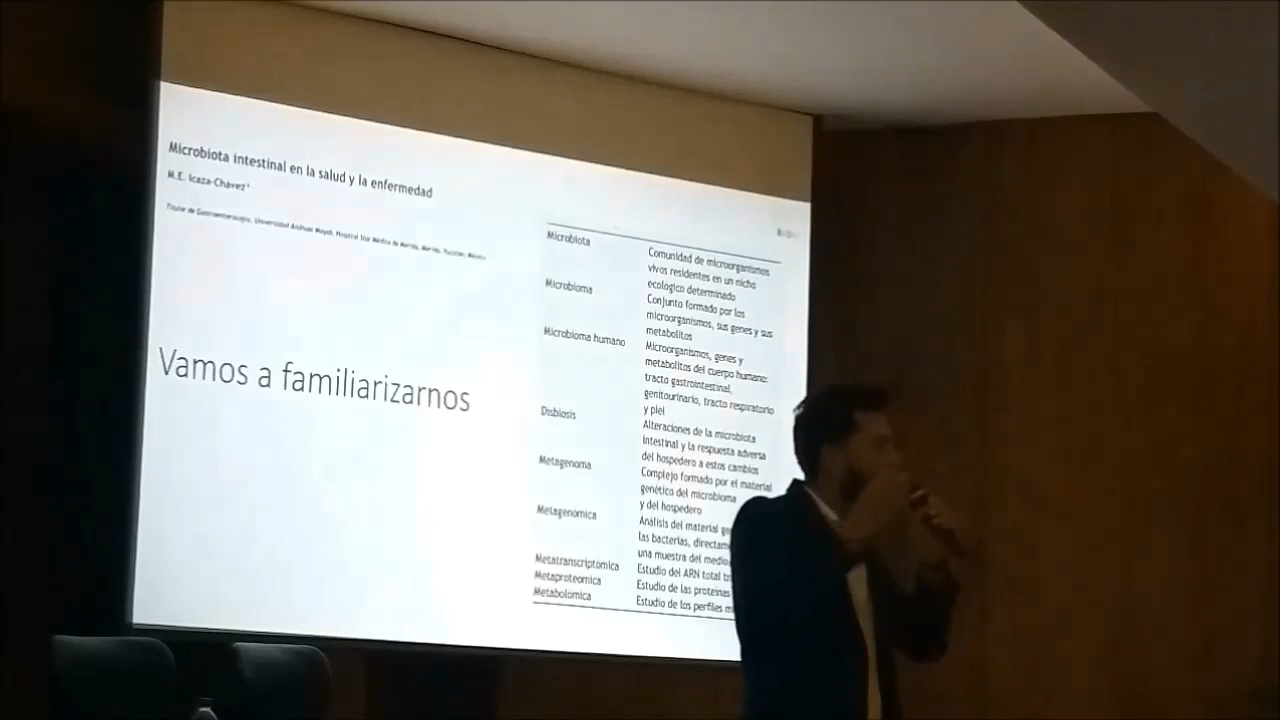 Microbiota intestinal en la salud y la enfermedad
M.E. Icaza-Chávez*
Titular de Gastroenterología, Universidad Anáhuac Mayab, Hospital Star Médica de Mérida, Mérida, Yucatán, México
Vamos a familiarizarnos
Microbiota
Comunidad de microorganismos
vivos residentes en un nicho
ecológico determinado
Microbioma
Conjunto formado por los
microorganismos, sus genes y sus
metabolitos
Microbioma humano
Microorganismos, genes y
metabolitos del cuerpo humano:
tracto gastrointestinal,
genitourinario, tracto respiratorio
y piel
Disbiosis
Alteraciones de la microbiota
intestinal y la respuesta adversa
del hospedero a estos cambios
Metagenoma
Complejo formado por el material
genético del microbioma
y del hospedero
Metagenómica
Análisis del material
las bacterias,
una muestra del medio
Metatranscriptómica
Estudio del ARN total
Metaproteómica
Estudio de las proteínas
Metabolómica
Estudio de los perfiles